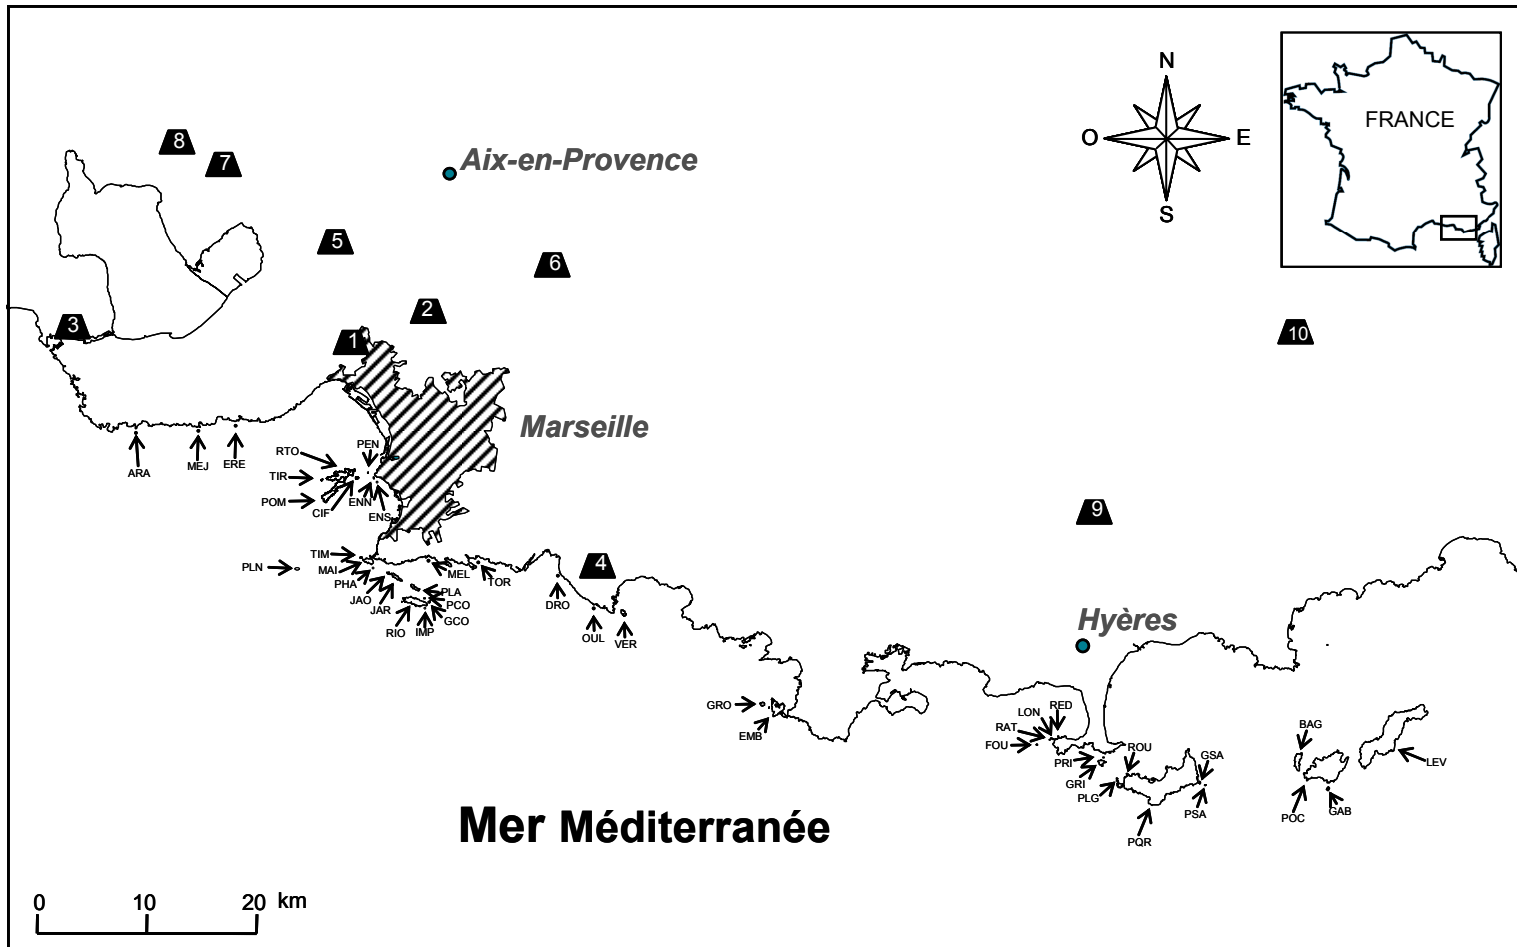 N
O
E
S
FRANCE
8
7
Aix-en-Provence
5
6
2
3
1
10
Marseille
ARA
MEJ
ERE
RTO
PEN
TIR
POM
CIF
ENN
ENS
9
4
PLN
TIM
MAI
PHA
JAO
JAR
RIO
IMP
MEL
PLA
PCO
GCO
TOR
DRO
OUL
VER
Hyères
GRO
EMB
LON
RED
RAT
FOU
PRI
GRI
PLG
ROU
GSA
PSA
PQR
BAG
LEV
POC
GAB
Mer Méditerranée
0 10 20 km